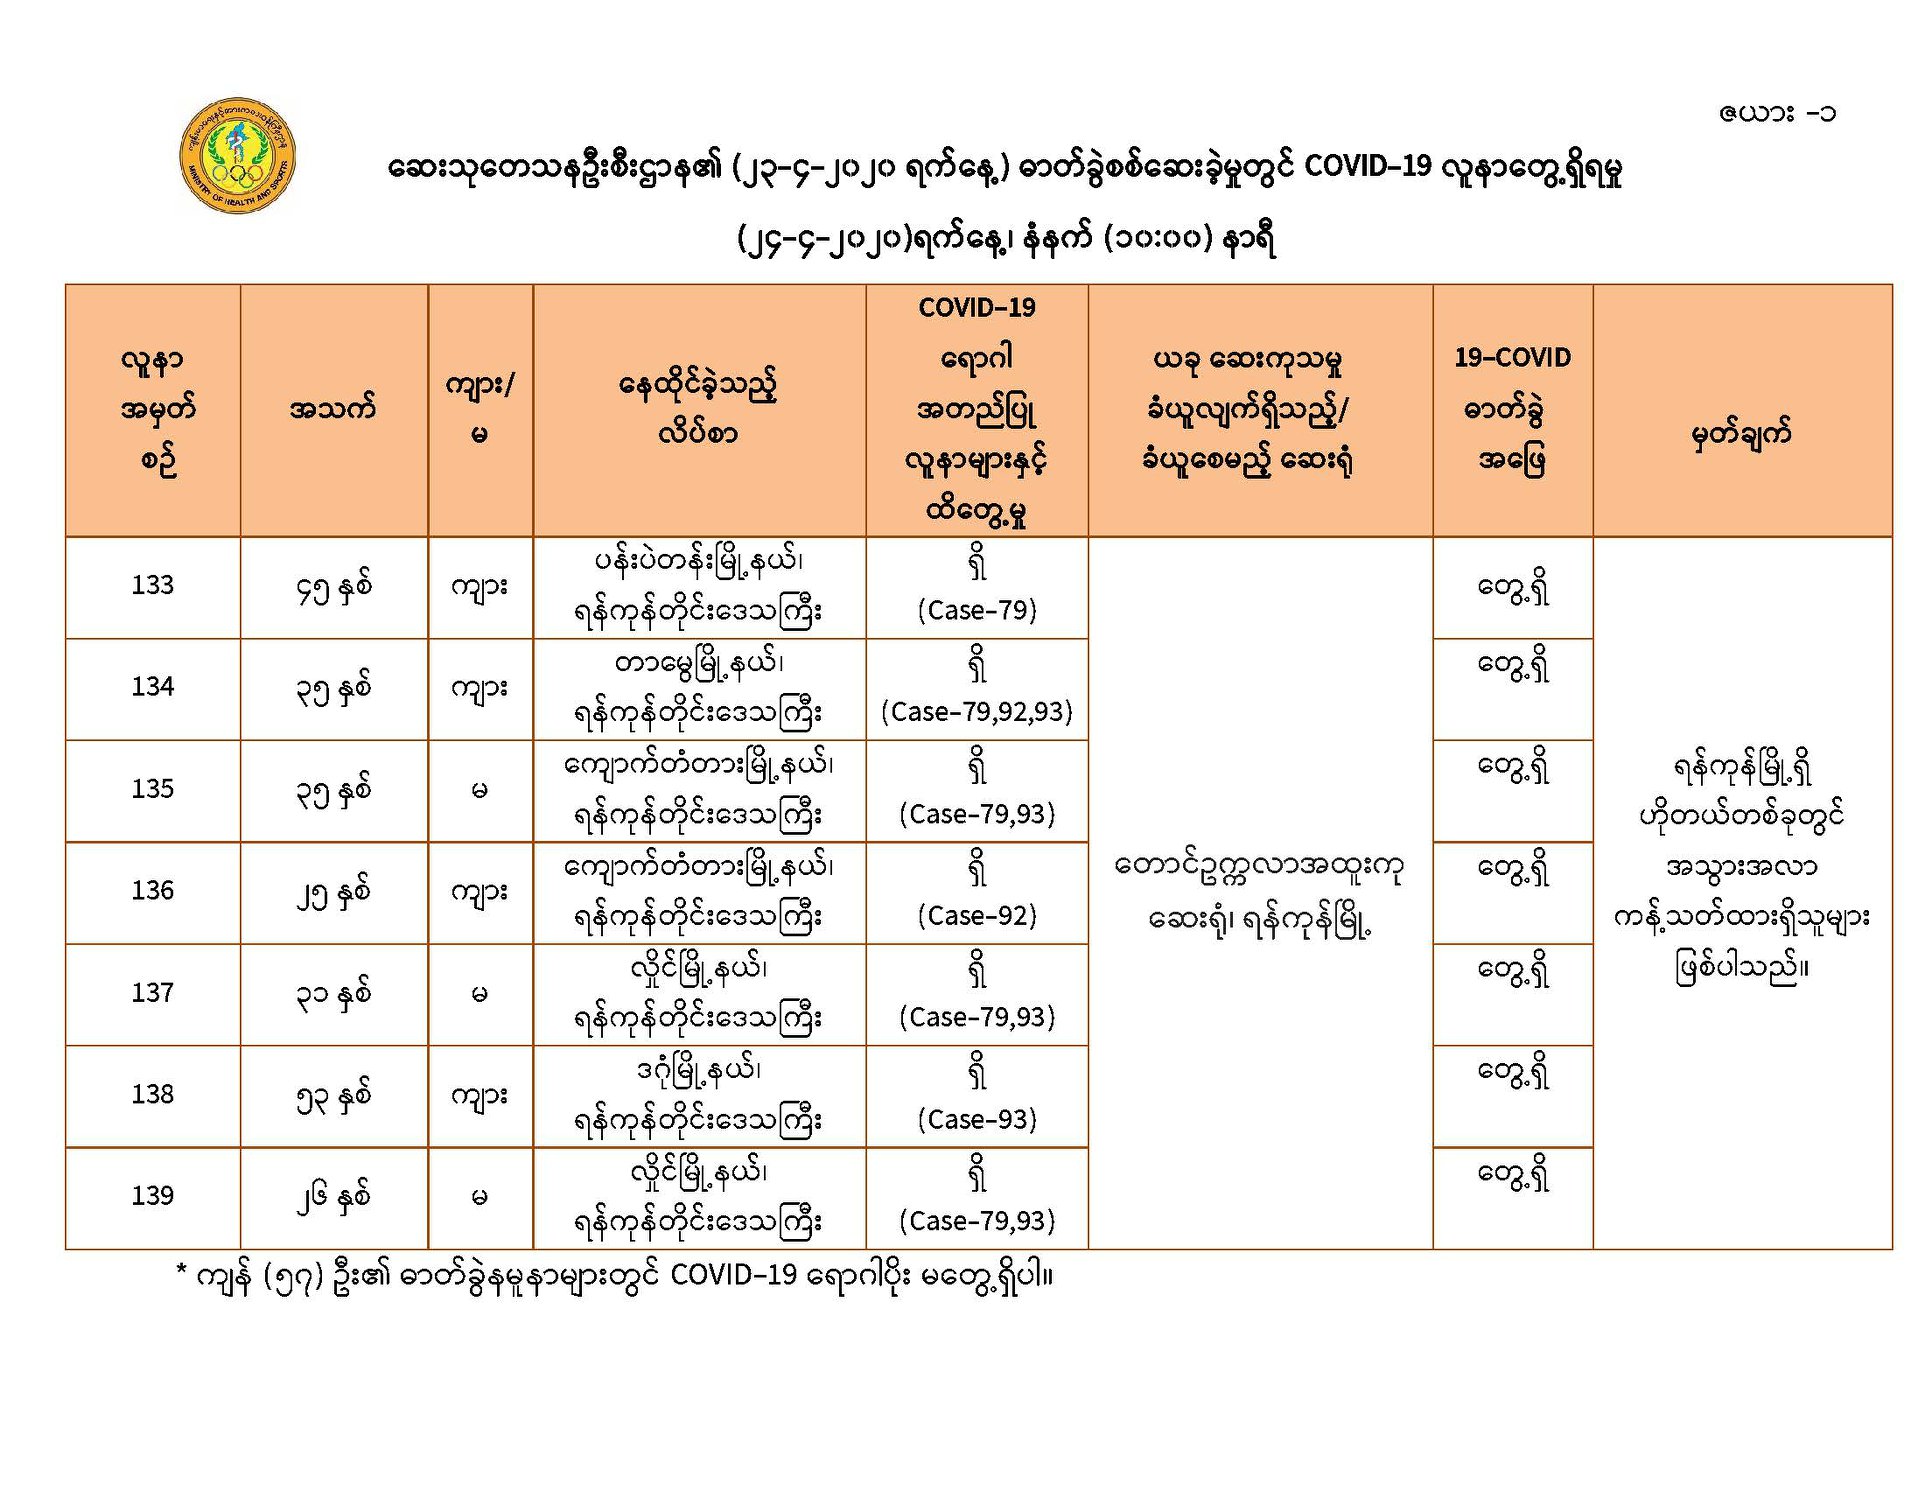 ဇယား -၁
ကျန်းမာရေးနှင့်အားကစားဝန်ကြီးဌာန
MINISTRY OF HEALTH AND SPORTS
ဆေးသုတေသနဦးစီးဌာန၏ (၂၃-၄-၂၀၂၀ ရက်နေ့) ဓာတ်ခွဲစစ်ဆေးခဲ့မှုတွင် COVID-19 လူနာတွေ့ရှိရမှု
(၂၄-၄-၂၀၂၀)ရက်နေ့၊ နံနက် (၁၀:၀၀) နာရီ
လူနာ
အမှတ်
စဉ်
အသက်
ကျား/
မ
နေထိုင်ခဲ့သည့်
လိပ်စာ
COVID-19
ရောဂါ
အတည်ပြု
လူနာများနှင့်
ထိတွေ့မှု
ယခု ဆေးကုသမှု
ခံယူလျက်ရှိသည့်/
ခံယူစေမည့် ဆေးရုံ
19-COVID
ဓာတ်ခွဲ
အဖြေ
မှတ်ချက်
133 ၄၅ နှစ် ကျား ပန်းပဲတန်းမြို့နယ်၊ ရှိ တွေ့ရှိ
ရန်ကုန်တိုင်းဒေသကြီး (Case-79)
134 ၃၅ နှစ် ကျား တာမွေမြို့နယ်၊ ရှိ တွေ့ရှိ
ရန်ကုန်တိုင်းဒေသကြီး (Case-79,92,93)
135 ၃၅ နှစ် မ ကျောက်တံတားမြို့နယ်၊ ရှိ တွေ့ရှိ
ရန်ကုန်တိုင်းဒေသကြီး (Case-79,93)
136 ၂၅ နှစ် ကျား ကျောက်တံတားမြို့နယ်၊ ရှိ တွေ့ရှိ
ရန်ကုန်တိုင်းဒေသကြီး (Case-92)
137 ၃၁ နှစ် မ လှိုင်မြို့နယ်၊ ရှိ တွေ့ရှိ
ရန်ကုန်တိုင်းဒေသကြီး (Case-79,93)
138 ၅၃ နှစ် ကျား ဒဂုံမြို့နယ်၊ ရှိ တွေ့ရှိ
ရန်ကုန်တိုင်းဒေသကြီး (Case-93)
139 ၂၆ နှစ် မ လှိုင်မြို့နယ်၊ ရှိ တွေ့ရှိ
ရန်ကုန်တိုင်းဒေသကြီး (Case-79,93)
တောင်ဥက္ကလာအထူးကု
ဆေးရုံ၊ ရန်ကုန်မြို့
ရန်ကုန်မြို့ရှိ
ဟိုတယ်တစ်ခုတွင်
အသွားအလာ
ကန့်သတ်ထားရှိသူများ
ဖြစ်ပါသည်။
* ကျန် (၅၇) ဦး၏ ဓာတ်ခွဲနမူနာများတွင် COVID-19 ရောဂါပိုး မတွေ့ရှိပါ။